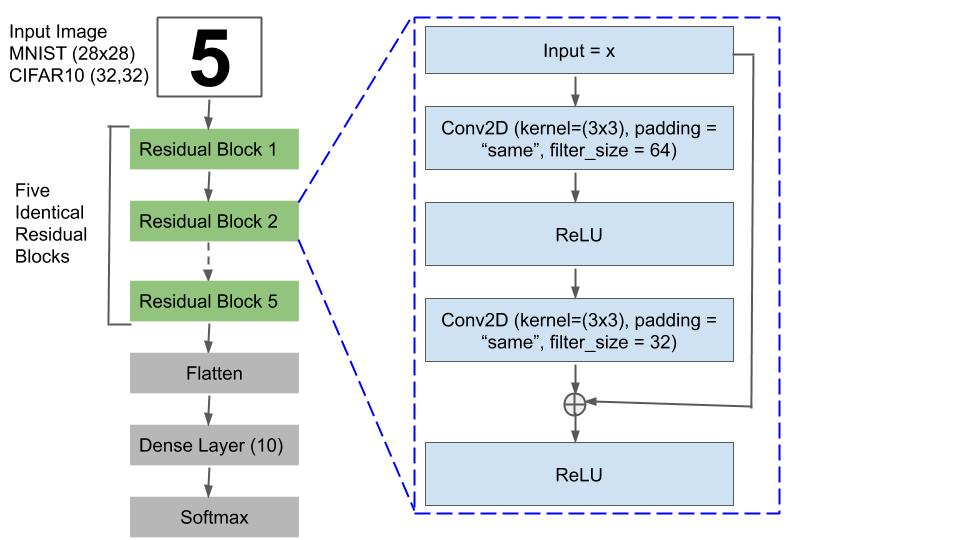 Input Image
MNIST (28x28)
CIFAR10 (32,32)
5
Residual Block 1
Five
Identical
Residual
Blocks
Residual Block 2
Residual Block 5
Flatten
Dense Layer (10)
Softmax
Input = x
Conv2D (kernel=(3x3), padding =
“same”, filter_size = 64)
ReLU
Conv2D (kernel=(3x3), padding =
“same”, filter_size = 32)
ReLU